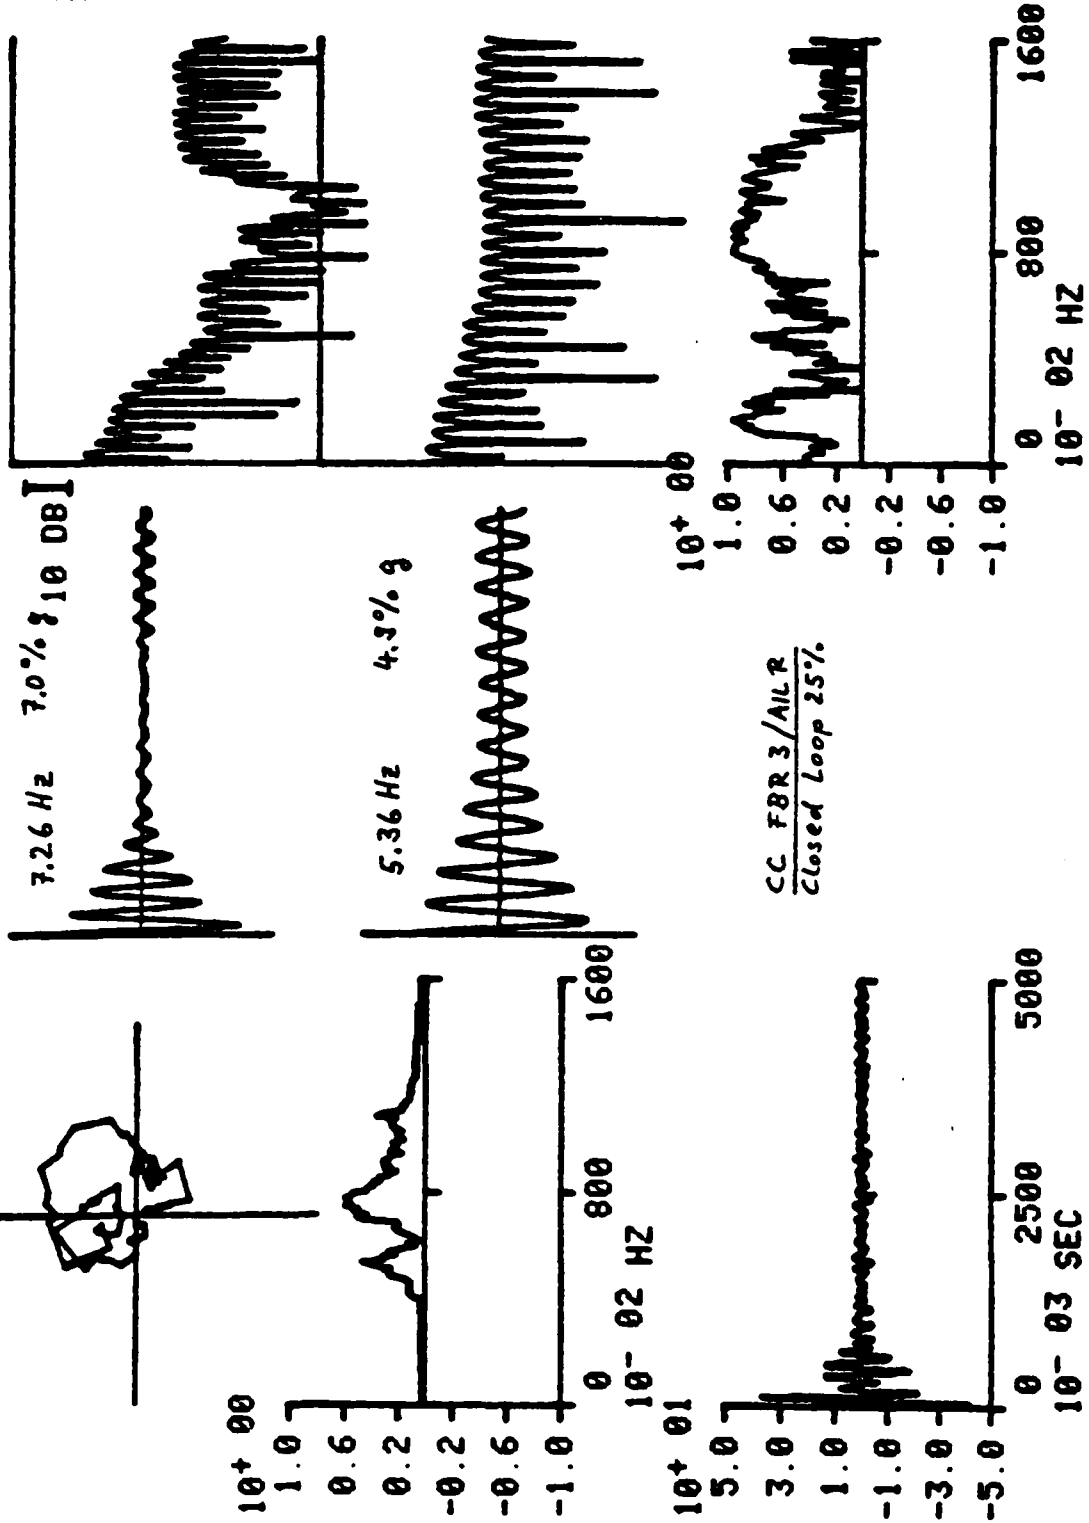 7.26 Hz 7.0% g
10 DB
5.36 Hz 4.3% g
CC FBR 3/AIL R
Closed Loop 25%
10+ 00
1.0
0.6
0.2
-0.2
-0.6
-1.0
0 800 1600
10- 02 HZ
10+ 01
5.0
3.0
1.0
-1.0
-3.0
-5.0
0 2500 5000
10- 03 SEC
10+ 00
1.0
0.6
0.2
-0.2
-0.6
-1.0
0 800 1600
10- 02 HZ